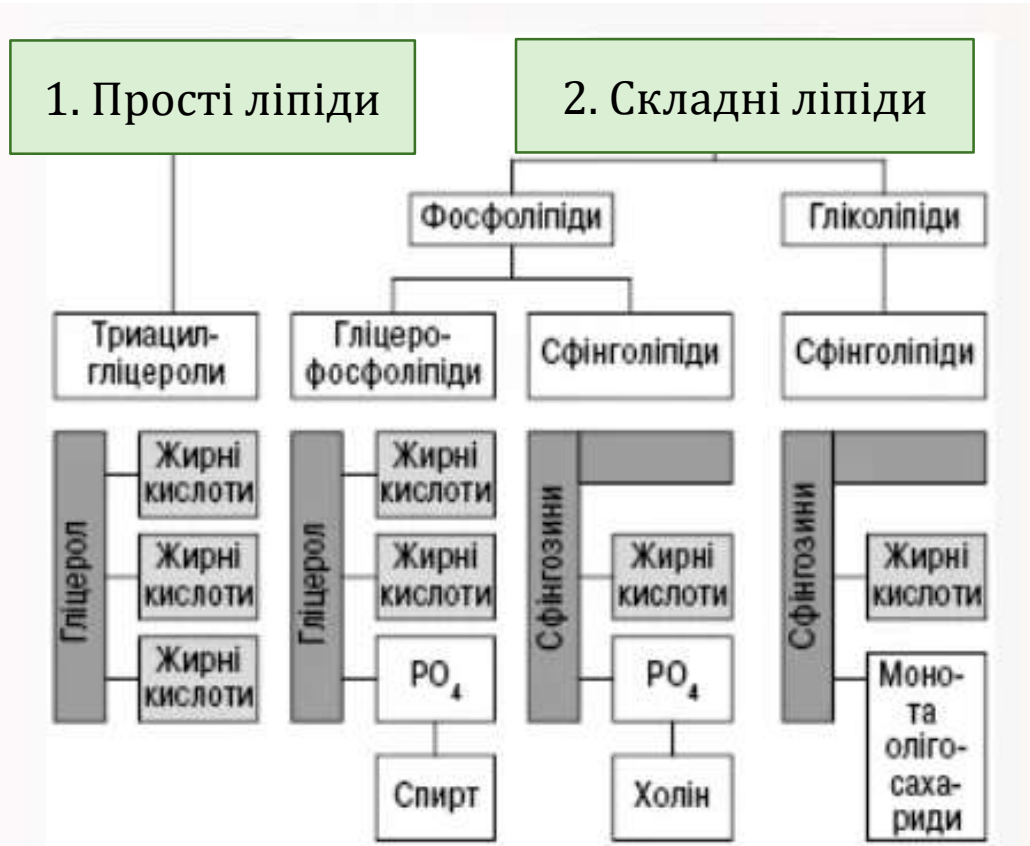 1. Прості ліпіди
2. Складні ліпіди
Фосфоліпіди
Гліколіпіди
Триацил-
гліцероли
Гліцеро-
фосфоліпіди
Сфінголіпіди
Сфінголіпіди
Гліцерол
Жирні
кислоти
Жирні
кислоти
Жирні
кислоти
Гліцерол
Жирні
кислоти
Жирні
кислоти
PO4
Спирт
Сфінгозини
Жирні
кислоти
PO4
Холін
Сфінгозини
Жирні
кислоти
Моно-
та
оліго-
саха-
риди